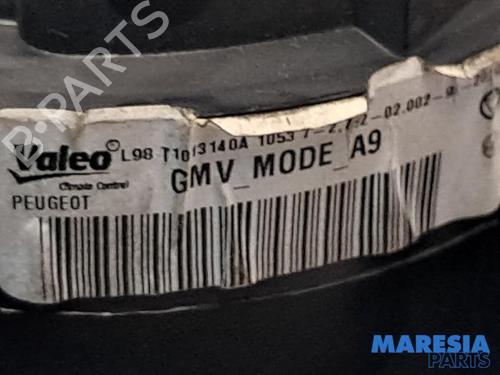 Valeo L98 T1013140A 1053
Climate Control
GMV_MODE_A9
PEUGEOT
B-PARTS
MARESIA
PARTS